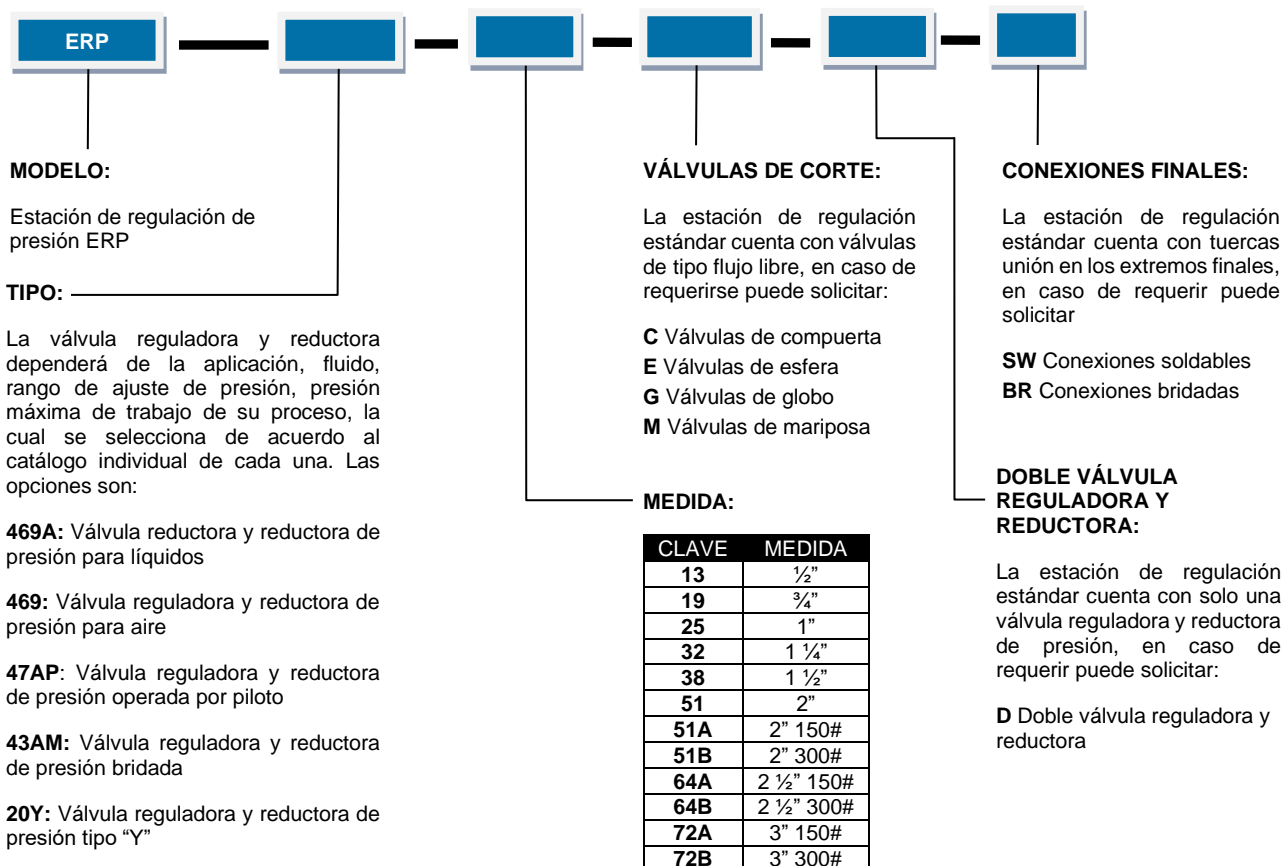 ERP
MODELO:
Estación de regulación de
presión ERP
TIPO:
La válvula reguladora y reductora
dependerá de la aplicación, fluido,
rango de ajuste de presión, presión
máxima de trabajo de su proceso, la
cual se selecciona de acuerdo al
catálogo individual de cada una. Las
opciones son:
469A: Válvula reductora y reductora de
presión para líquidos
469: Válvula reguladora y reductora de
presión para aire
47AP: Válvula reguladora y reductora
de presión operada por piloto
43AM: Válvula reguladora y reductora
de presión bridada
20Y: Válvula reguladora y reductora de
presión tipo “Y”
VÁLVULAS DE CORTE:
La estación de regulación
estándar cuenta con válvulas
de tipo flujo libre, en caso de
requerirse puede solicitar:
C Válvulas de compuerta
E Válvulas de esfera
G Válvulas de globo
M Válvulas de mariposa
MEDIDA:
CLAVE MEDIDA
13 ½”
19 ¾”
25 1”
32 1 ¼”
38 1 ½”
51 2”
51A 2” 150#
51B 2” 300#
64A 2 ½” 150#
64B 2 ½” 300#
72A 3” 150#
72B 3” 300#
CONEXIONES FINALES:
La estación de regulación
estándar cuenta con tuercas
unión en los extremos finales,
en caso de requerir puede
solicitar
SW Conexiones soldables
BR Conexiones bridadas
DOBLE VÁLVULA
REGULADORA Y
REDUCTORA:
La estación de regulación
estándar cuenta con solo una
válvula reguladora y reductora
de presión, en caso de
requerir puede solicitar:
D Doble válvula reguladora y
reductora